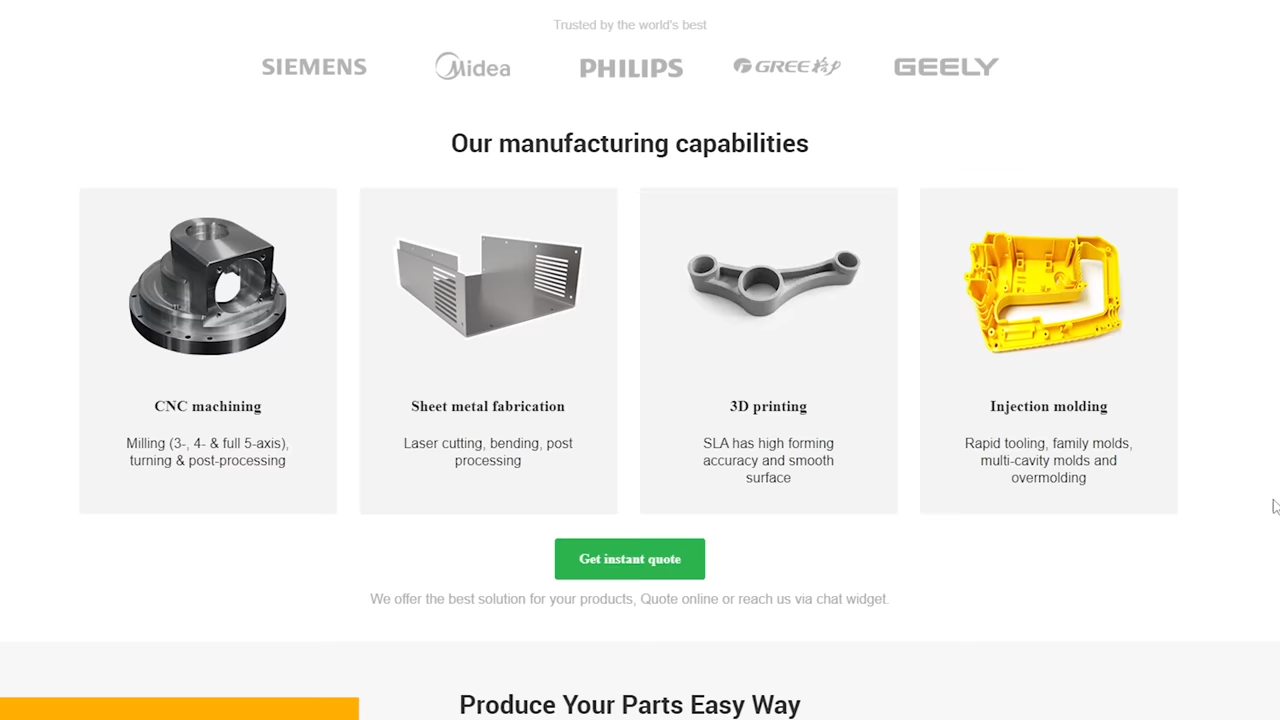 Trusted by the world's best
SIEMENS Midea PHILIPS GREE 格力 GEELY
Our manufacturing capabilities
CNC machining
Milling (3-, 4- & full 5-axis),
turning & post-processing
Sheet metal fabrication
Laser cutting, bending, post
processing
3D printing
SLA has high forming
accuracy and smooth
surface
Injection molding
Rapid tooling, family molds,
multi-cavity molds and
overmolding
Get instant quote
We offer the best solution for your products, Quote online or reach us via chat widget.
Produce Your Parts Easy Way